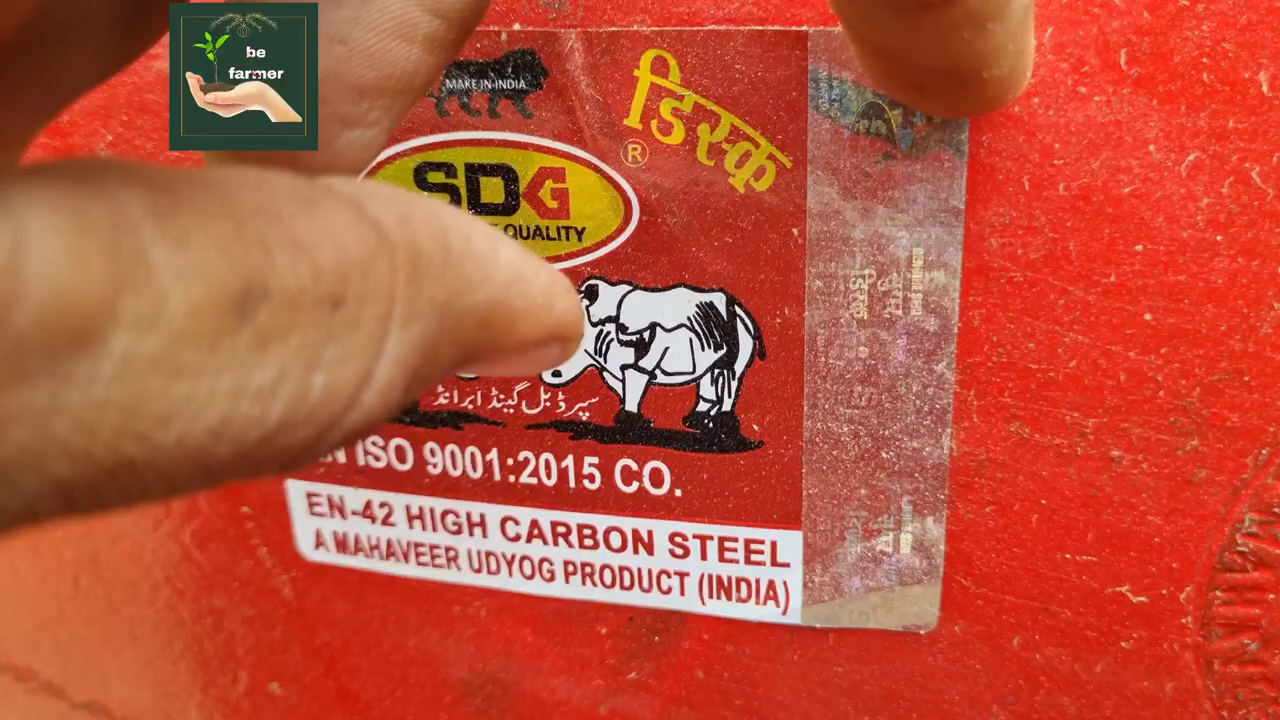 be
farmer
MAKE IN INDIA
डिस्क
®
SDG
QUALITY
سپر ڈبل گینڈ ابرانڈ
ISO 9001:2015 CO.
EN-42 HIGH CARBON STEEL
A MAHAVEER UDYOG PRODUCT (INDIA)